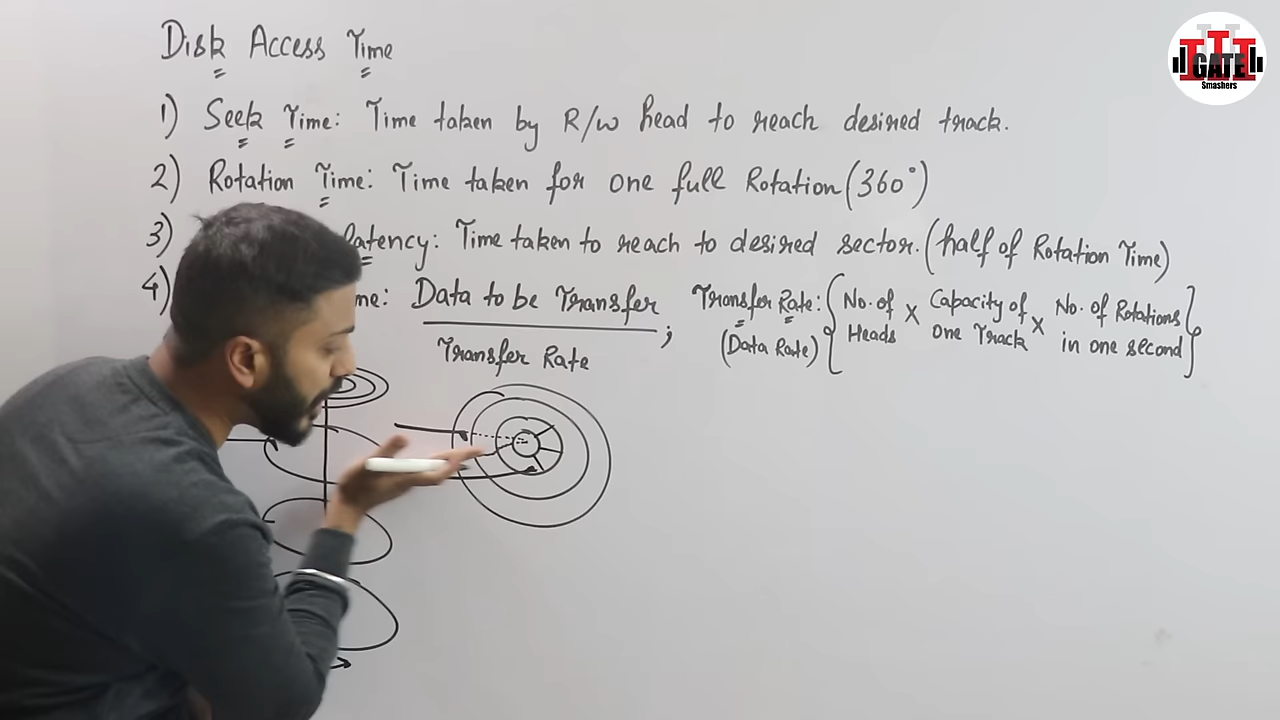 Disk Access Time
1) Seek Time: Time taken by R/w head to reach desired track.
2) Rotation Time: Time taken for one full Rotation (360°)
3) latency: Time taken to reach to desired sector. (half of Rotation Time)
4) me: Data to be Transfer / Transfer Rate ; Transfer Rate: (Data Rate) { No. of Heads X Capacity of one Track X No. of Rotations in one second }
GATE
Smashers